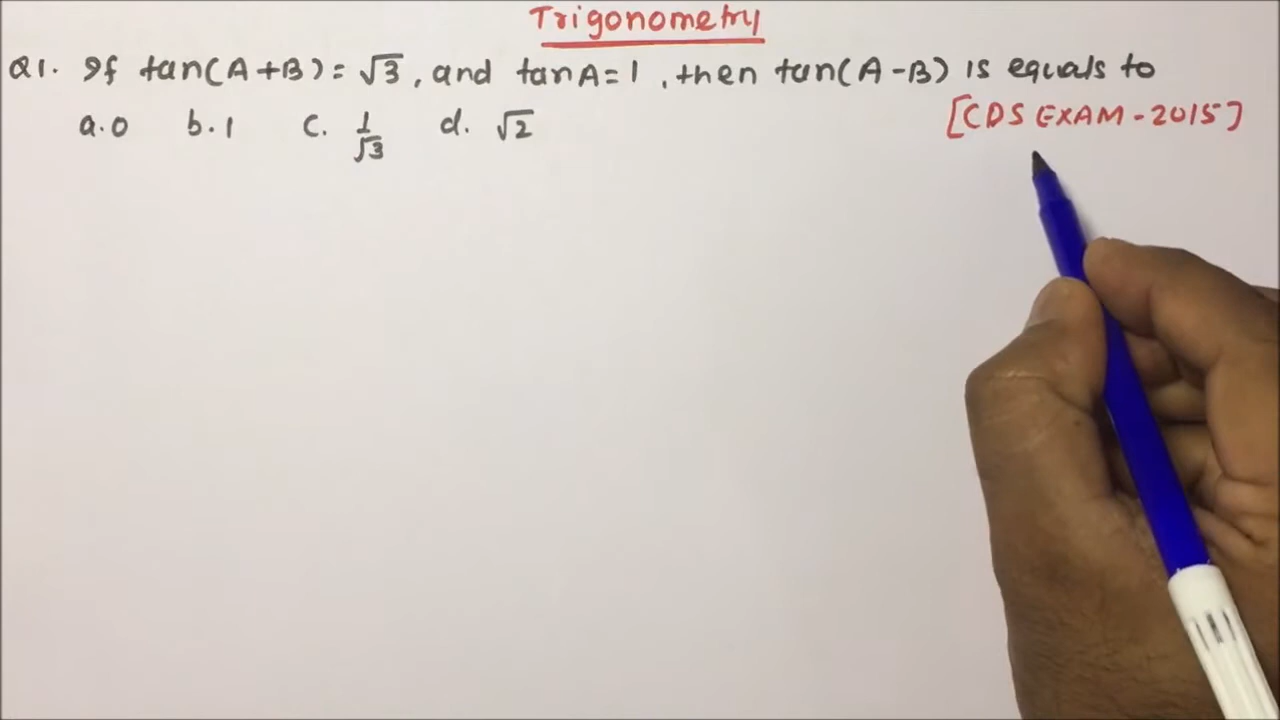 Trigonometry
Q1. If tan(A+B)=√3, and tanA=1, then tan(A-B) is equals to
a. 0 b. 1 c. 1/√3 d. √2
[CDS EXAM-2015]